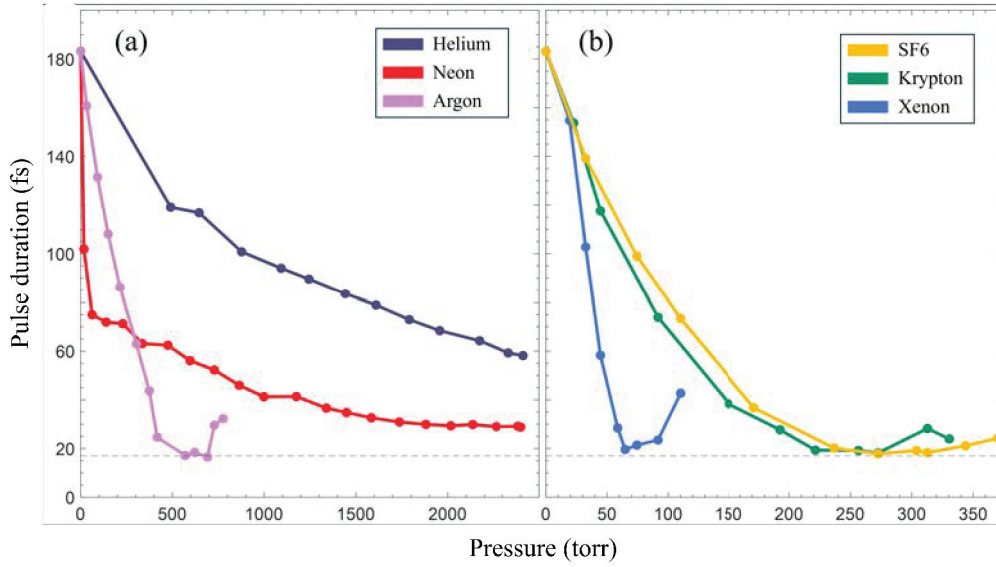 (a)
Helium
Neon
Argon
(b)
SF6
Krypton
Xenon
Pulse duration (fs)
180
140
100
60
20
0
0 500 1000 1500 2000
0 50 100 150 200 250 300 350
Pressure (torr)